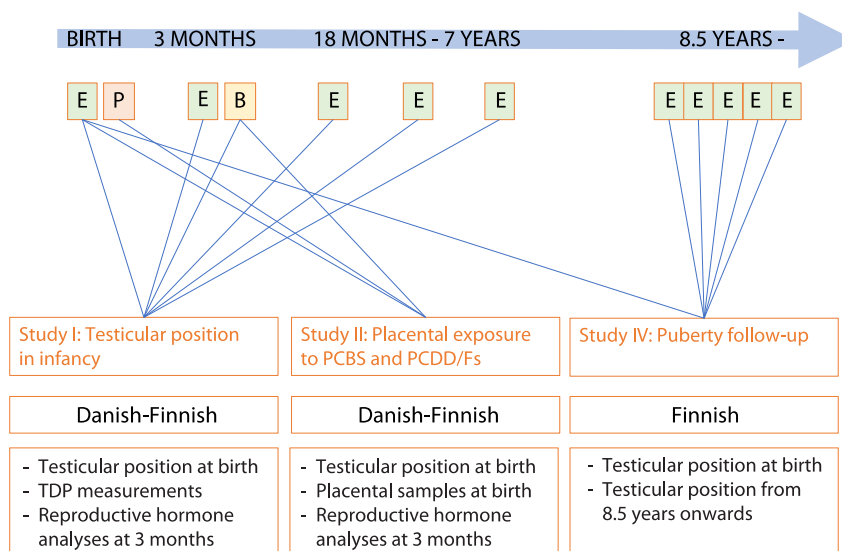 BIRTH 3 MONTHS 18 MONTHS - 7 YEARS 8.5 YEARS -
E P E B E E E E E E E E
Study I: Testicular position
in infancy
Study II: Placental exposure
to PCBS and PCDD/Fs
Study IV: Puberty follow-up
Danish-Finnish
Danish-Finnish
Finnish
- Testicular position at birth
- TDP measurements
- Reproductive hormone
analyses at 3 months
- Testicular position at birth
- Placental samples at birth
- Reproductive hormone
analyses at 3 months
- Testicular position at birth
- Testicular position from
8.5 years onwards